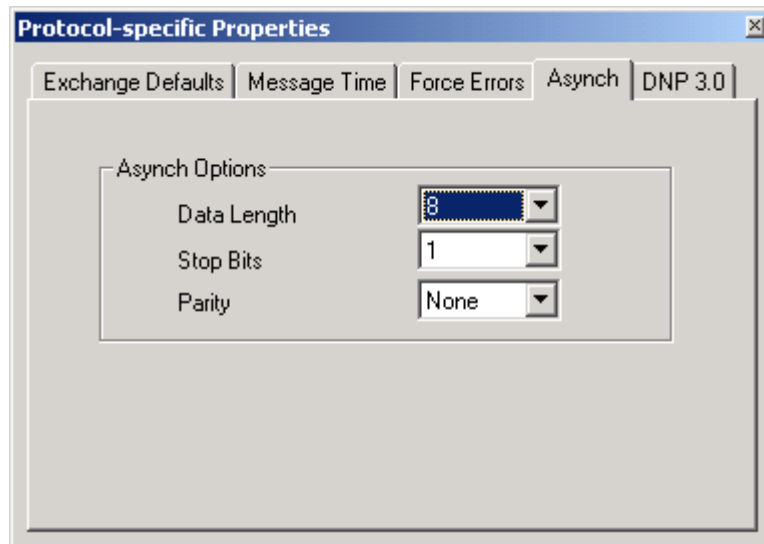 Protocol-specific Properties
Exchange Defaults Message Time Force Errors Asynch DNP 3.0
Asynch Options
Data Length 8
Stop Bits 1
Parity None